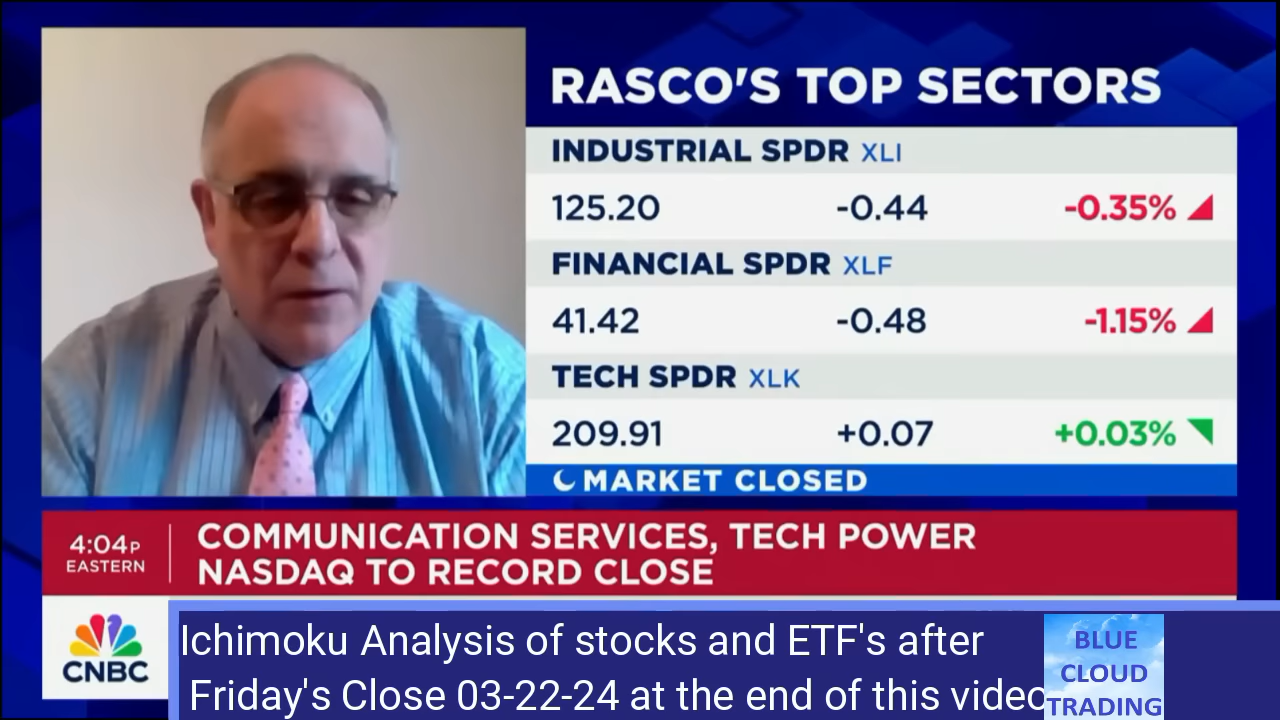 RASCO'S TOP SECTORS
INDUSTRIAL SPDR XLI
125.20 -0.44 -0.35%
FINANCIAL SPDR XLF
41.42 -0.48 -1.15%
TECH SPDR XLK
209.91 +0.07 +0.03%
MARKET CLOSED
4:04P
EASTERN
COMMUNICATION SERVICES, TECH POWER
NASDAQ TO RECORD CLOSE
CNBC
Ichimoku Analysis of stocks and ETF's after
Friday's Close 03-22-24 at the end of this video
BLUE
CLOUD
TRADING